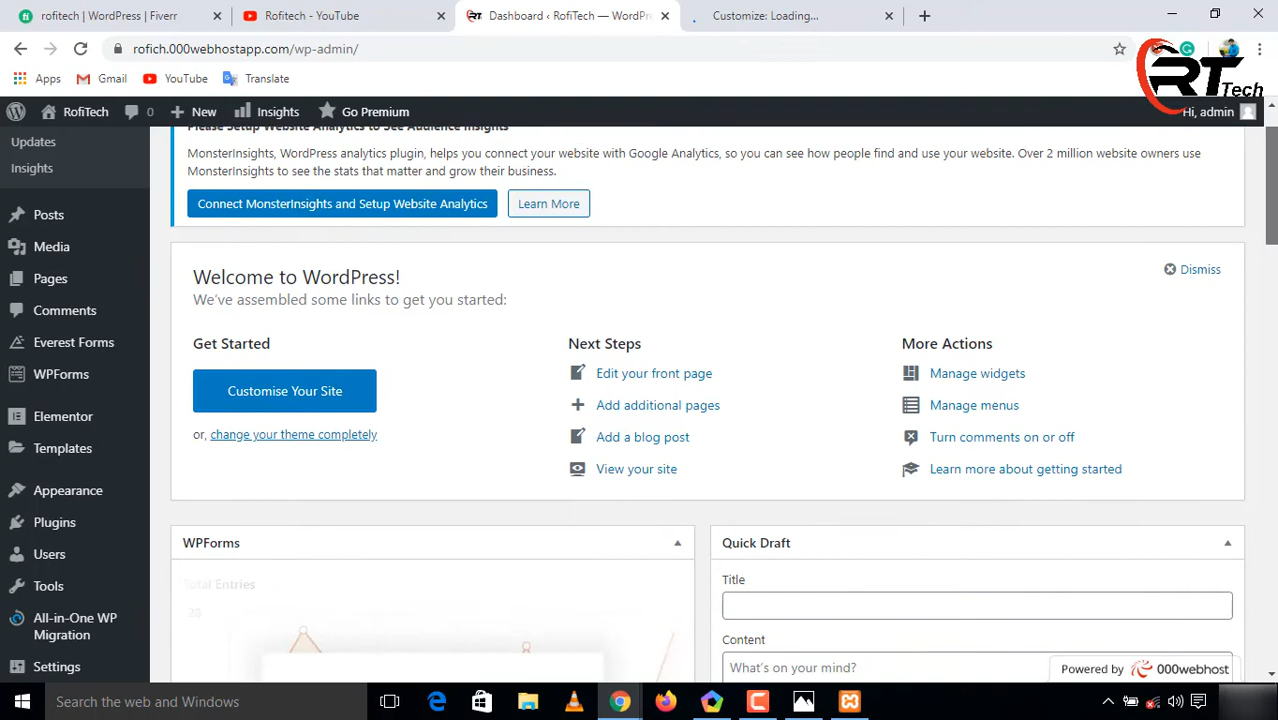 rofitech | WordPress | Fiverr
Rofitech - YouTube
Dashboard ‹ RofiTech — WordPre
Customize: Loading...
rofich.000webhostapp.com/wp-admin/
Apps
Gmail
YouTube
Translate
RT
Tech
RofiTech
0
New
Insights
Go Premium
Hi, admin
Updates
Insights
Posts
Media
Pages
Comments
Everest Forms
WPForms
Elementor
Templates
Appearance
Plugins
Users
Tools
All-in-One WP
Migration
Settings
Please Setup Website Analytics to See Audience Insights
MonsterInsights, WordPress analytics plugin, helps you connect your website with Google Analytics, so you can see how people find and use your website. Over 2 million website owners use
MonsterInsights to see the stats that matter and grow their business.
Connect MonsterInsights and Setup Website Analytics
Learn More
Welcome to WordPress!
Dismiss
We've assembled some links to get you started:
Get Started
Customise Your Site
or, change your theme completely
Next Steps
Edit your front page
Add additional pages
Add a blog post
View your site
More Actions
Manage widgets
Manage menus
Turn comments on or off
Learn more about getting started
WPForms
Total Entries
20
Quick Draft
Title
Content
What's on your mind?
Powered by 000webhost
Search the web and Windows